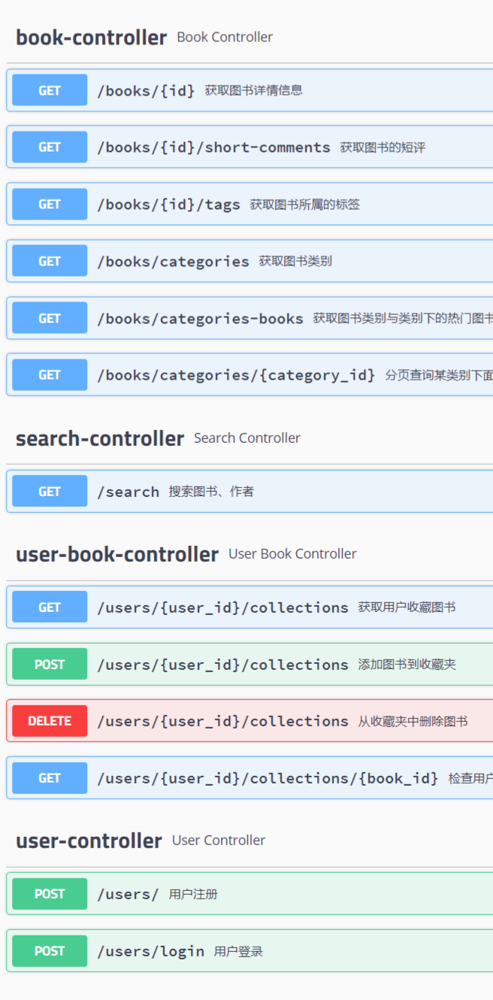 book-controller Book Controller
GET /books/{id} 获取图书详情信息
GET /books/{id}/short-comments 获取图书的短评
GET /books/{id}/tags 获取图书所属的标签
GET /books/categories 获取图书类别
GET /books/categories-books 获取图书类别与类别下的热门图书
GET /books/categories/{category_id} 分页查询某类别下面
search-controller Search Controller
GET /search 搜索图书、作者
user-book-controller User Book Controller
GET /users/{user_id}/collections 获取用户收藏图书
POST /users/{user_id}/collections 添加图书到收藏夹
DELETE /users/{user_id}/collections 从收藏夹中删除图书
GET /users/{user_id}/collections/{book_id} 检查用户
user-controller User Controller
POST /users/ 用户注册
POST /users/login 用户登录